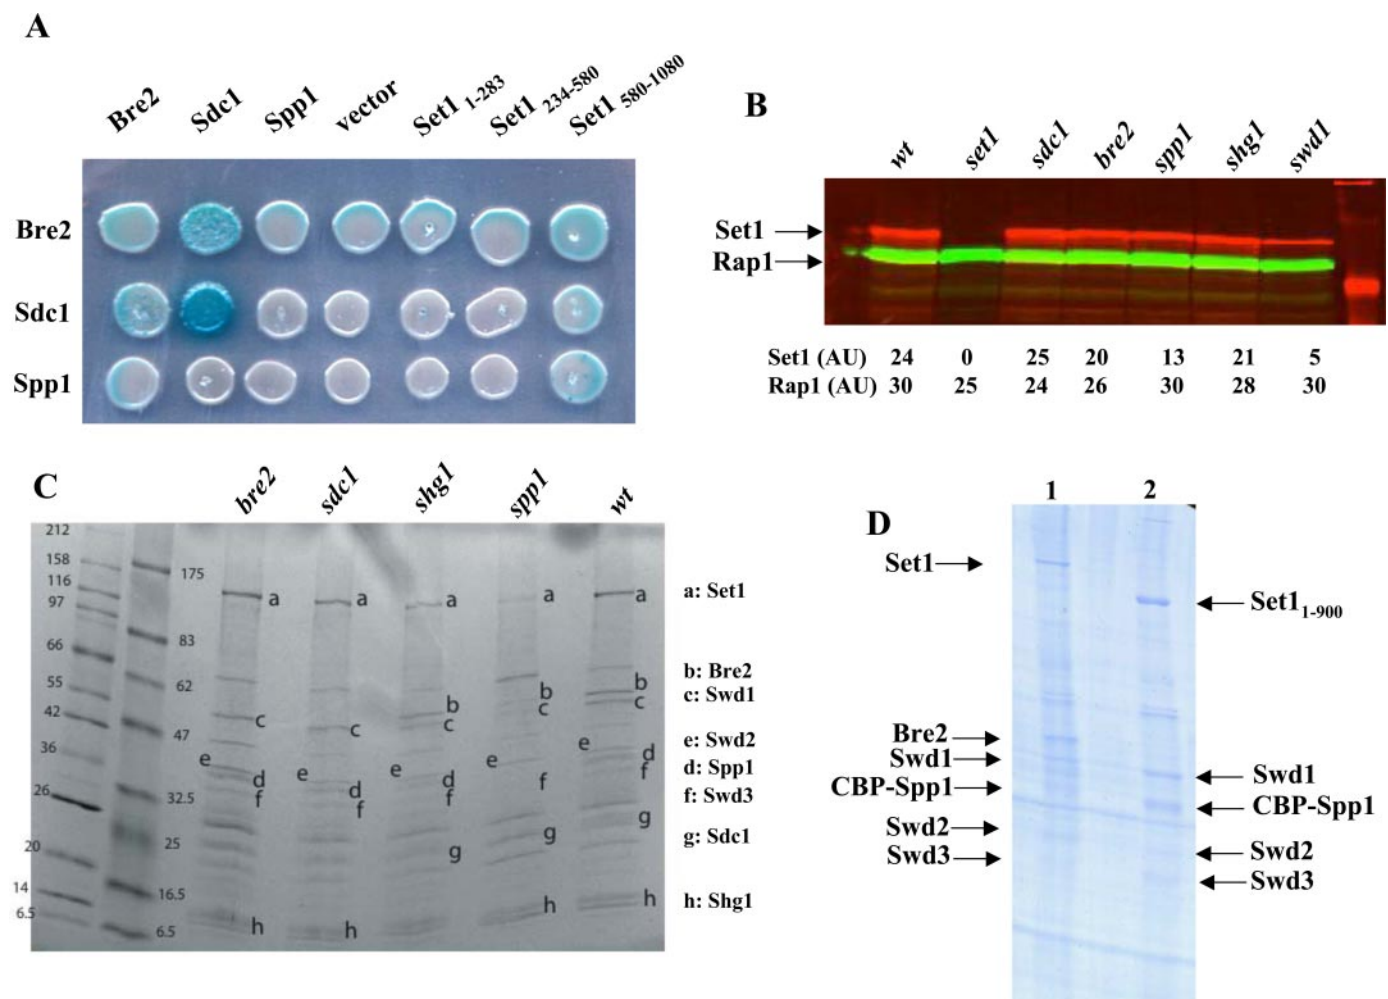 A
Bre2 Sdc1 Spp1 vector Set1 1-283 Set1 234-580 Set1 580-1080
Bre2
Sdc1
Spp1
B
wt set1 sdc1 bre2 spp1 shg1 swd1
Set1
Rap1
Set1 (AU) 24 0 25 20 13 21 5
Rap1 (AU) 30 25 24 26 30 28 30
C
bre2 sdc1 shg1 spp1 wt
212
158
116
97
66
55
42
36
26
20
14
6.5
175
83
62
47
32.5
25
16.5
6.5
a
c
e
d
f
h
a
c
e
d
f
h
a
b
c
e
d
f
g
a
b
c
e
f
g
h
a
b
c
e
d
f
g
h
a: Set1
b: Bre2
c: Swd1
e: Swd2
d: Spp1
f: Swd3
g: Sdc1
h: Shg1
D
1 2
Set1
Bre2
Swd1
CBP-Spp1
Swd2
Swd3
Set1 1-900
Swd1
CBP-Spp1
Swd2
Swd3